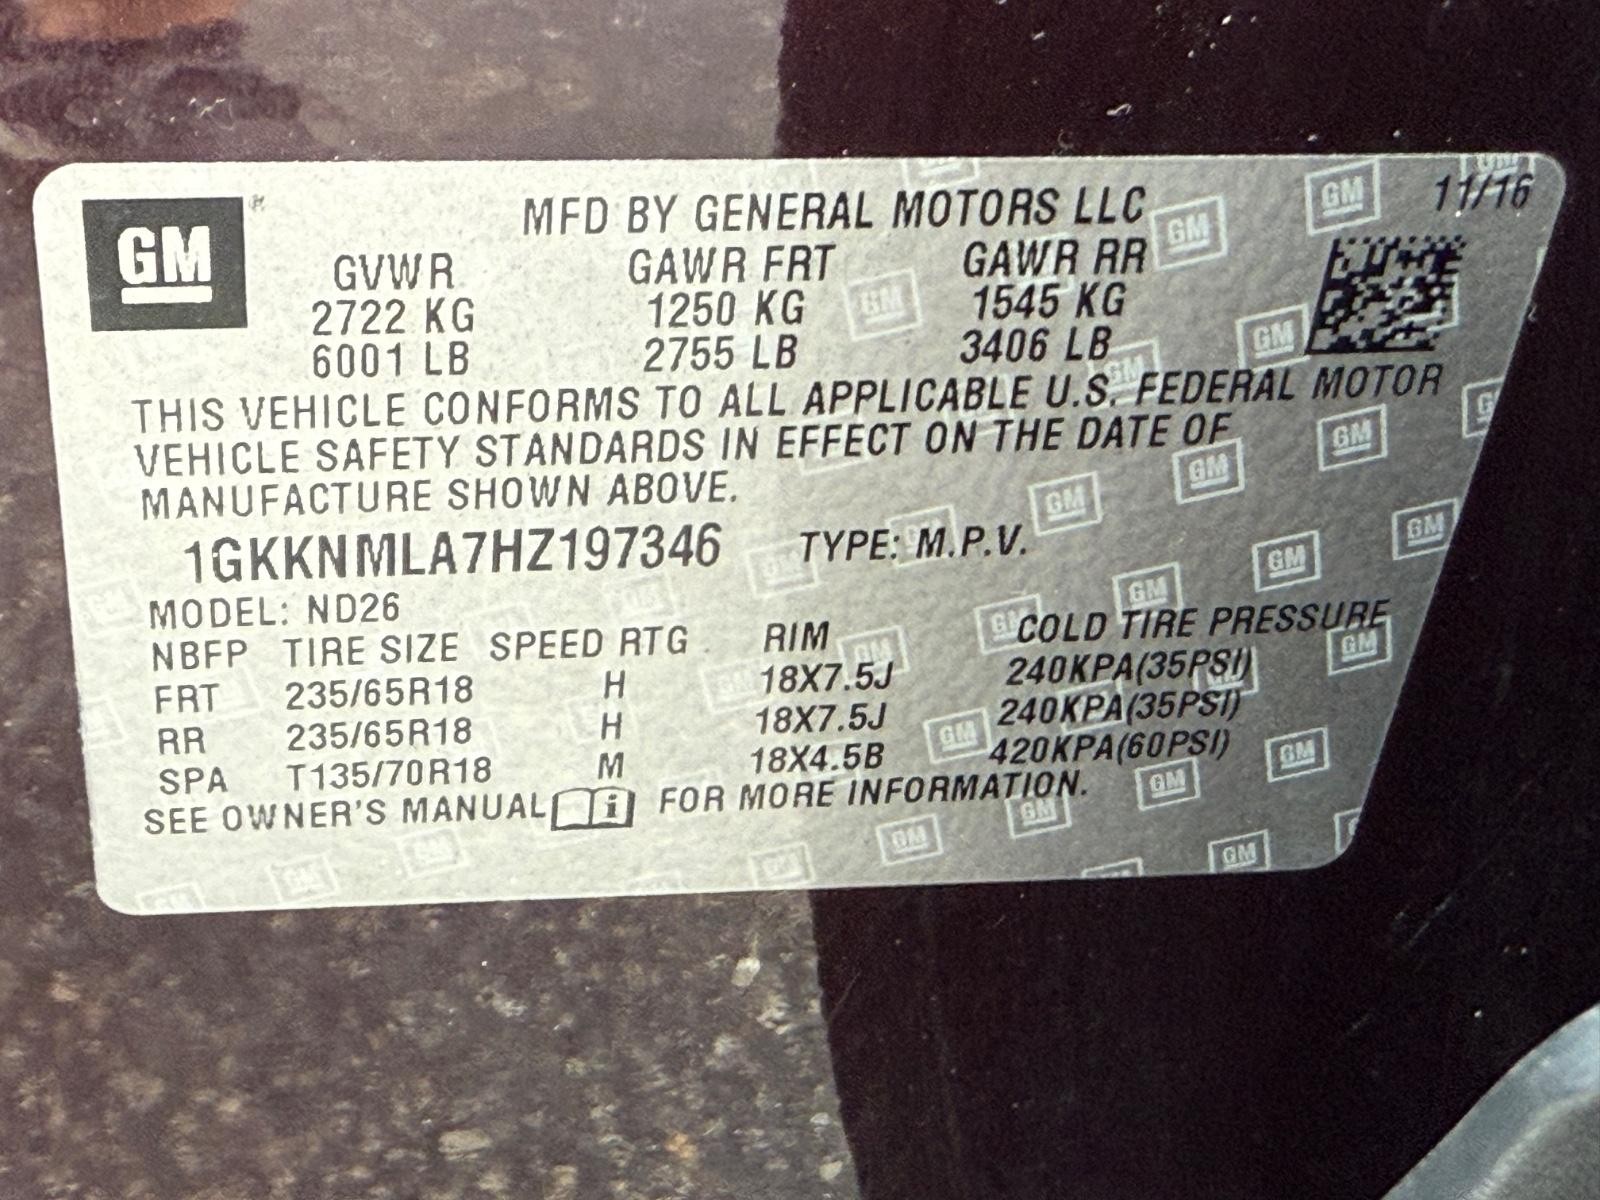 GM
MFD BY GENERAL MOTORS LLC 11/16
GVWR GAWR FRT GAWR RR
2722 KG 1250 KG 1545 KG
6001 LB 2755 LB 3406 LB
THIS VEHICLE CONFORMS TO ALL APPLICABLE U.S. FEDERAL MOTOR
VEHICLE SAFETY STANDARDS IN EFFECT ON THE DATE OF
MANUFACTURE SHOWN ABOVE.
1GKKNMLA7HZ197346 TYPE: M.P.V.
MODEL: ND26
NBFP TIRE SIZE SPEED RTG RIM COLD TIRE PRESSURE
FRT 235/65R18 H 18X7.5J 240KPA(35PSI)
RR 235/65R18 H 18X7.5J 240KPA(35PSI)
SPA T135/70R18 M 18X4.5B 420KPA(60PSI)
SEE OWNER'S MANUAL i FOR MORE INFORMATION.